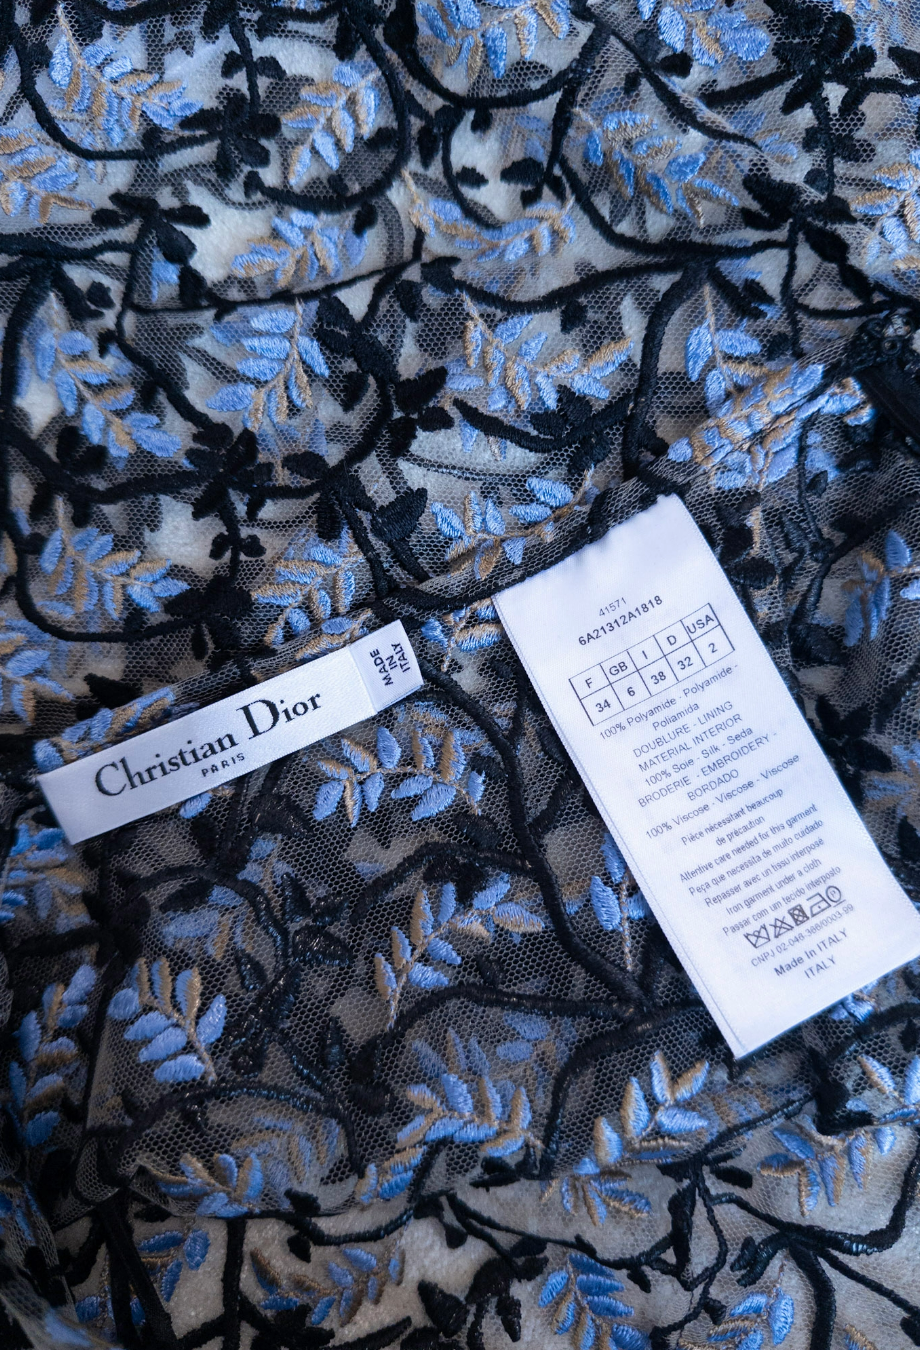 Christian Dior
PARIS
MADE
IN
ITALY
41571
6A21312A1818
F GB I D USA
34 6 38 32 2
100% Polyamide - Polyamide -
Poliamida
DOUBLURE - LINING
MATERIAL INTERIOR
100% Soie - Silk - Seda
BRODERIE - EMBROIDERY -
BORDADO
100% Viscose - Viscose - Viscose
Pièce nécessitant beaucoup
de précaution
Attentive care needed for this garment
Peça que necessita de muito cuidado
Repasser avec un tissu interposé
Iron garment under a cloth
Passar com um tecido interposto
CNPJ 02-048-366/0003-99
Made in ITALY
ITALY